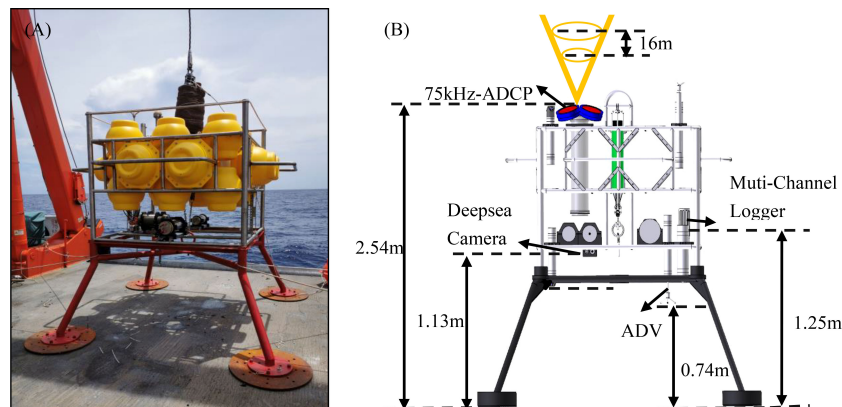 (A)
(B)
16m
75kHz-ADCP
Muti-Channel
Logger
Deepsea
Camera
2.54m
1.13m
1.25m
ADV
0.74m